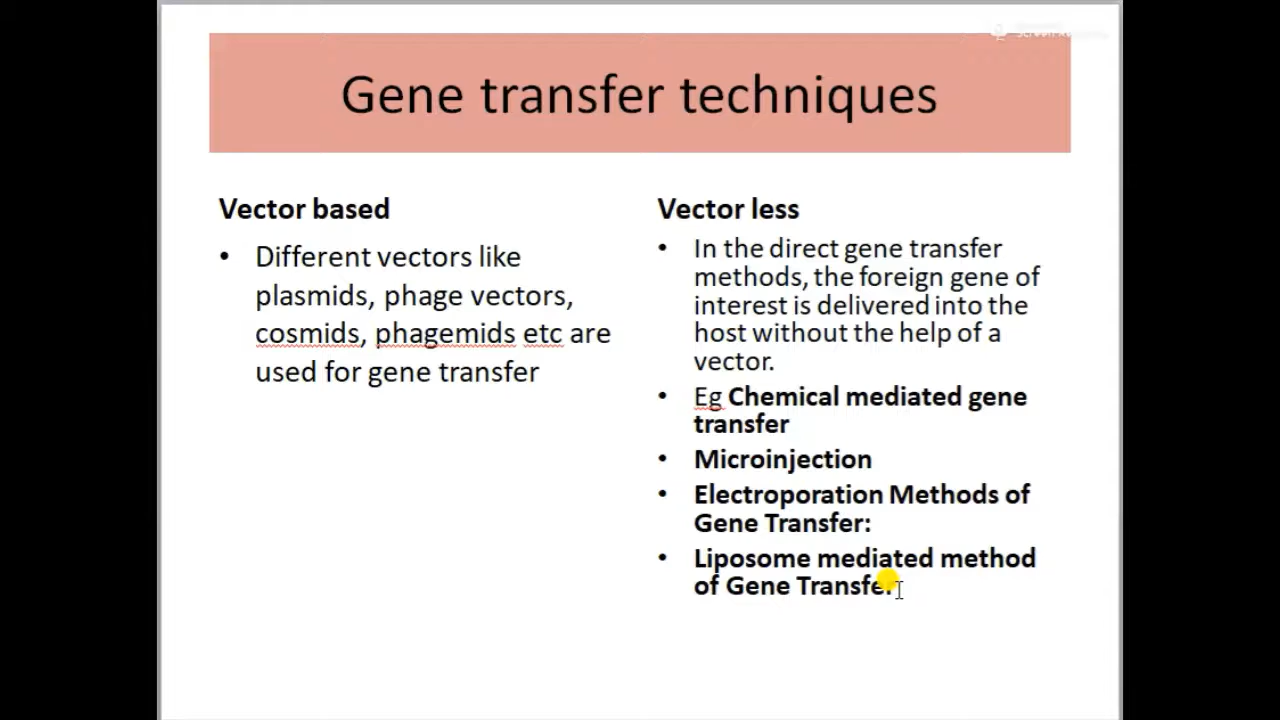 Gene transfer techniques
Vector based
• Different vectors like
plasmids, phage vectors,
cosmids, phagemids etc are
used for gene transfer
Vector less
• In the direct gene transfer
methods, the foreign gene of
interest is delivered into the
host without the help of a
vector.
• Eg Chemical mediated gene
transfer
• Microinjection
• Electroporation Methods of
Gene Transfer:
• Liposome mediated method
of Gene Transfer